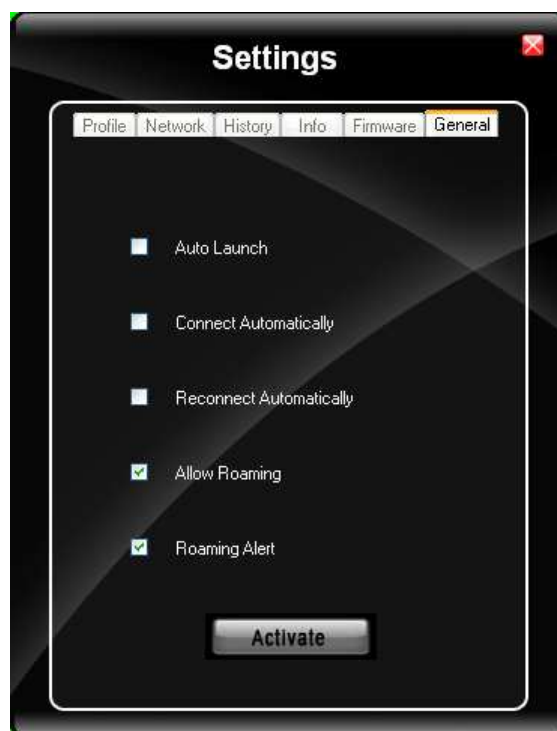 Settings
Profile Network History Info Firmware General
Auto Launch
Connect Automatically
Reconnect Automatically
Allow Roaming
Roaming Alert
Activate